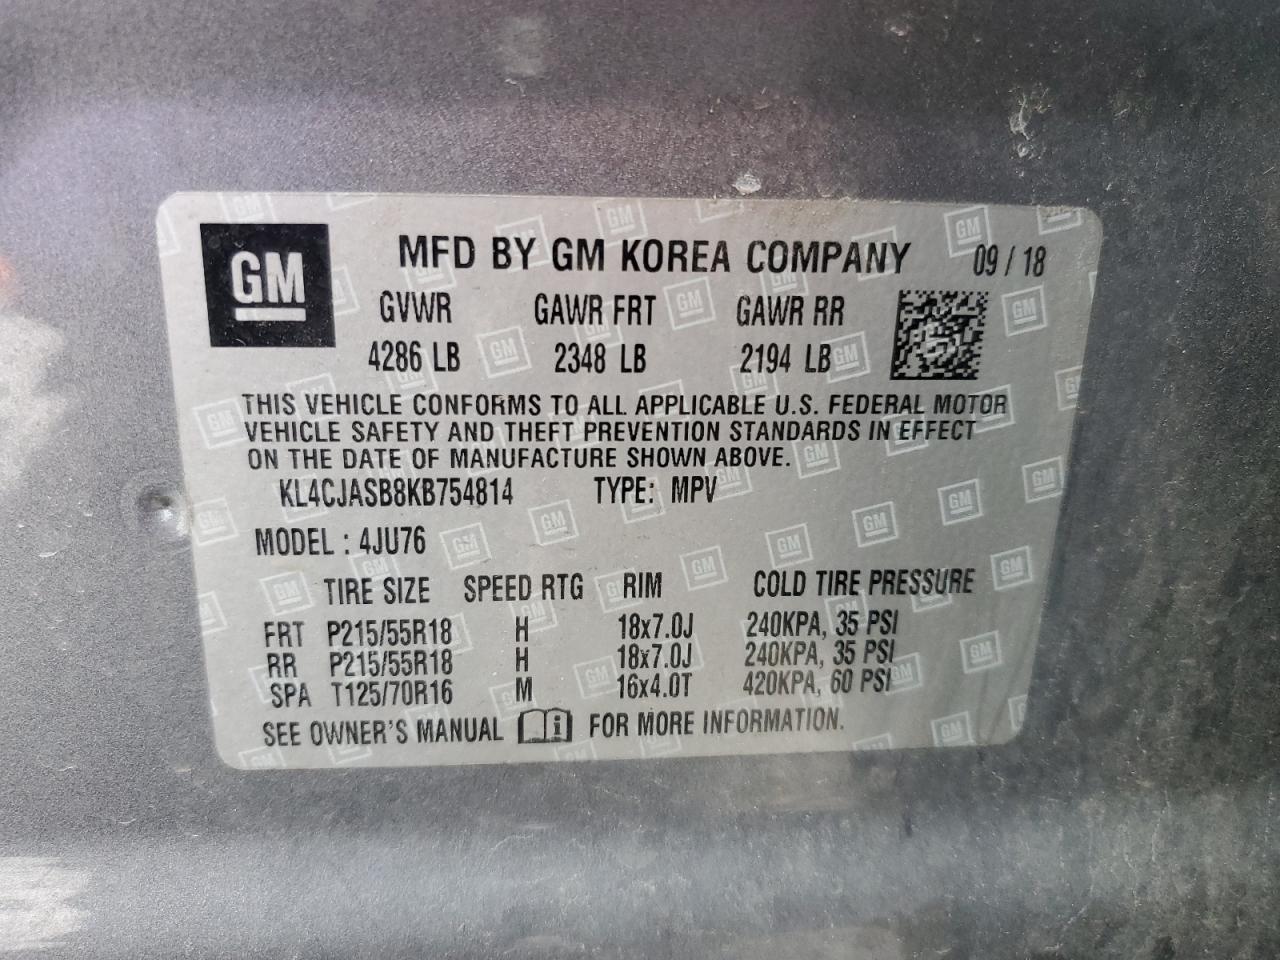 GM
MFD BY GM KOREA COMPANY 09 / 18
GVWR GAWR FRT GAWR RR
4286 LB 2348 LB 2194 LB
THIS VEHICLE CONFORMS TO ALL APPLICABLE U.S. FEDERAL MOTOR
VEHICLE SAFETY AND THEFT PREVENTION STANDARDS IN EFFECT
ON THE DATE OF MANUFACTURE SHOWN ABOVE.
KL4CJASB8KB754814 TYPE: MPV
MODEL : 4JU76
TIRE SIZE SPEED RTG RIM COLD TIRE PRESSURE
FRT P215/55R18 H 18x7.0J 240KPA, 35 PSI
RR P215/55R18 H 18x7.0J 240KPA, 35 PSI
SPA T125/70R16 M 16x4.0T 420KPA, 60 PSI
SEE OWNER'S MANUAL i FOR MORE INFORMATION.